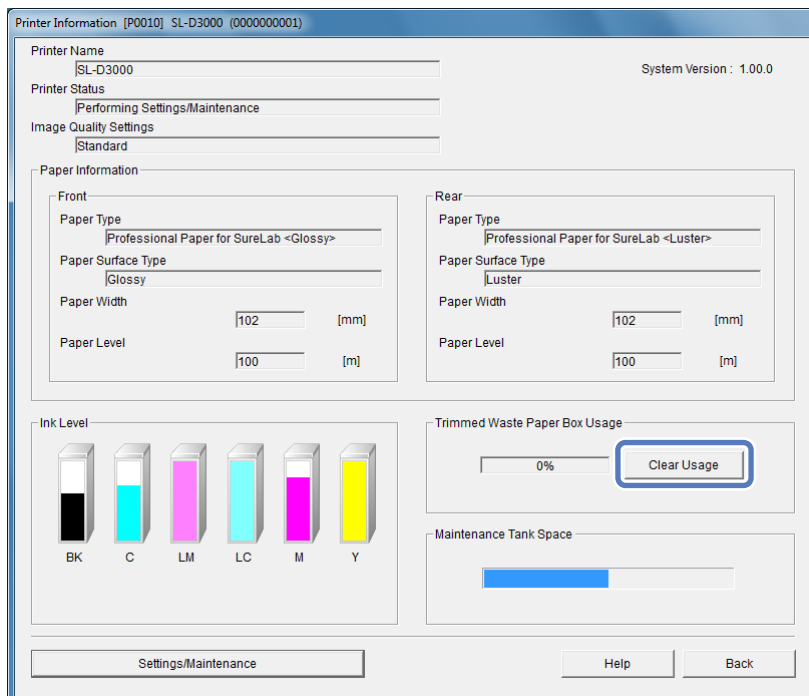 Printer Information [P0010] SL-D3000 (0000000001)
Printer Name
SL-D3000
System Version : 1.00.0
Printer Status
Performing Settings/Maintenance
Image Quality Settings
Standard
Paper Information
Front
Paper Type
Professional Paper for SureLab <Glossy>
Paper Surface Type
Glossy
Paper Width
102 [mm]
Paper Level
100 [m]
Rear
Paper Type
Professional Paper for SureLab <Luster>
Paper Surface Type
Luster
Paper Width
102 [mm]
Paper Level
100 [m]
Ink Level
BK C LM LC M Y
Trimmed Waste Paper Box Usage
0% Clear Usage
Maintenance Tank Space
Settings/Maintenance Help Back